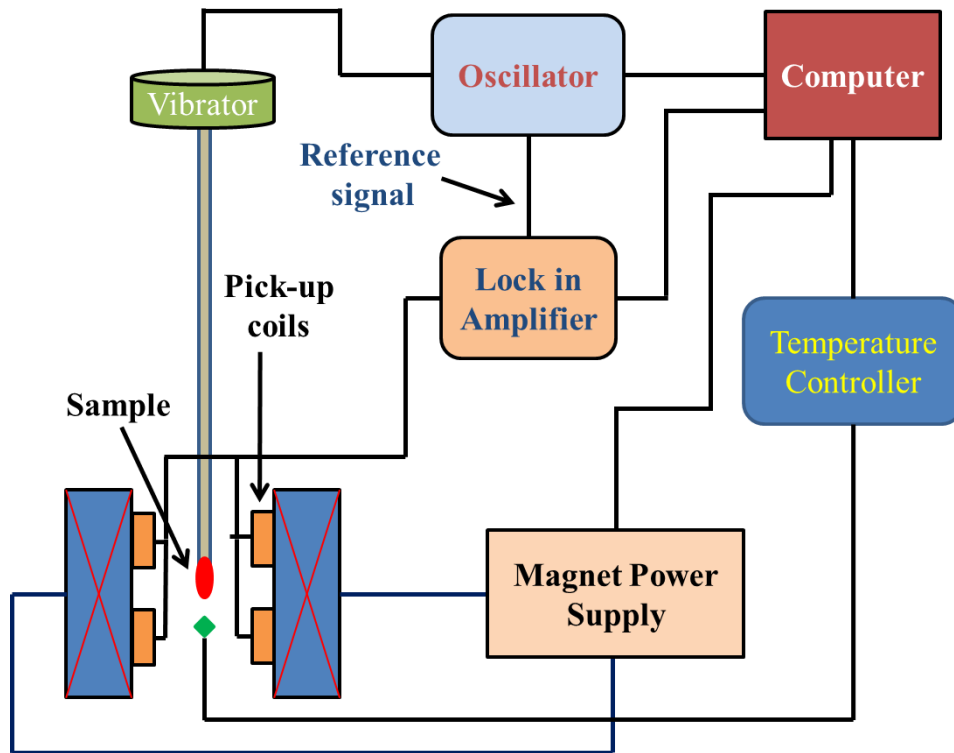 Vibrator
Oscillator
Computer
Reference
signal
Lock in
Amplifier
Pick-up
coils
Temperature
Controller
Sample
Magnet Power
Supply